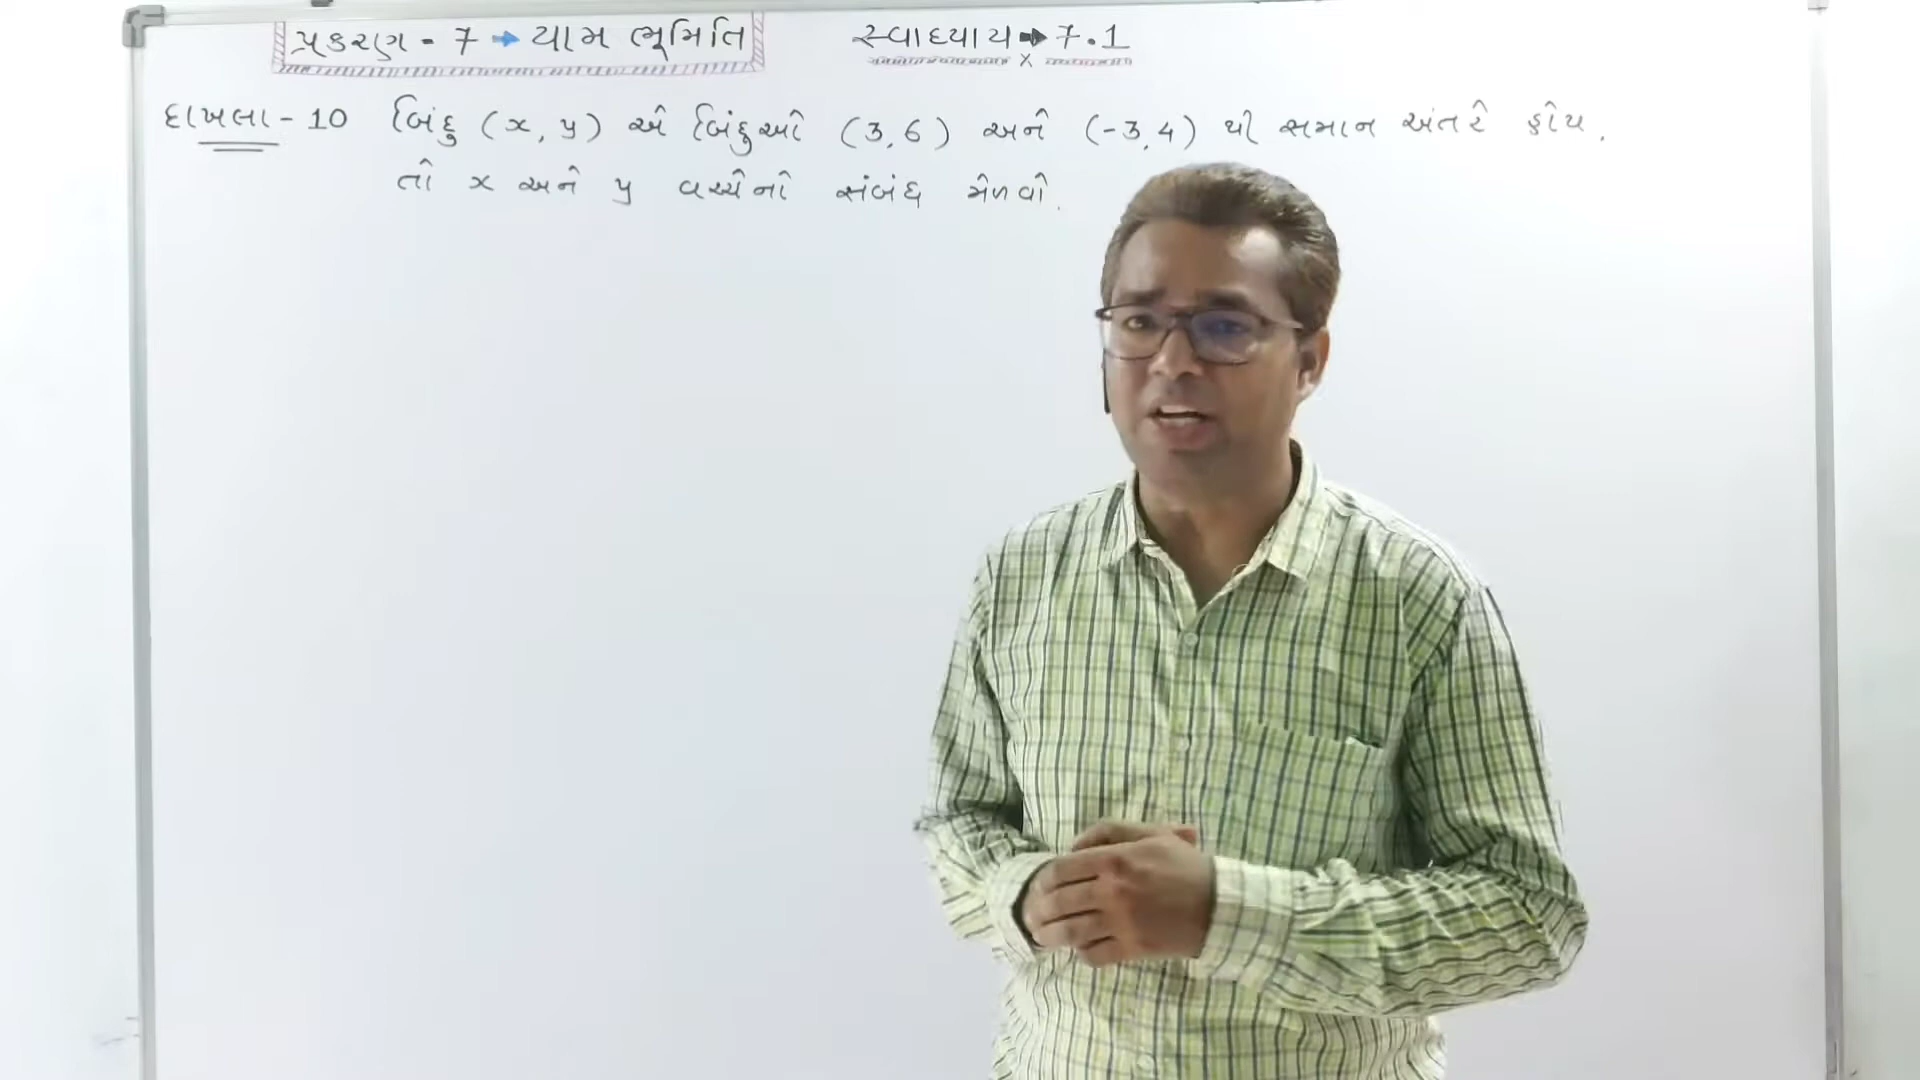 પ્રકરણ - 7 → યામ ભૂમિતિ
સ્વાધ્યાય → 7.1
દાખલા - 10 બિંદુ (x, y) એ બિંદુઓ (3, 6) અને (-3, 4) થી સમાન અંતરે હોય,
તો x અને y વચ્ચેનો સંબંધ મેળવો.